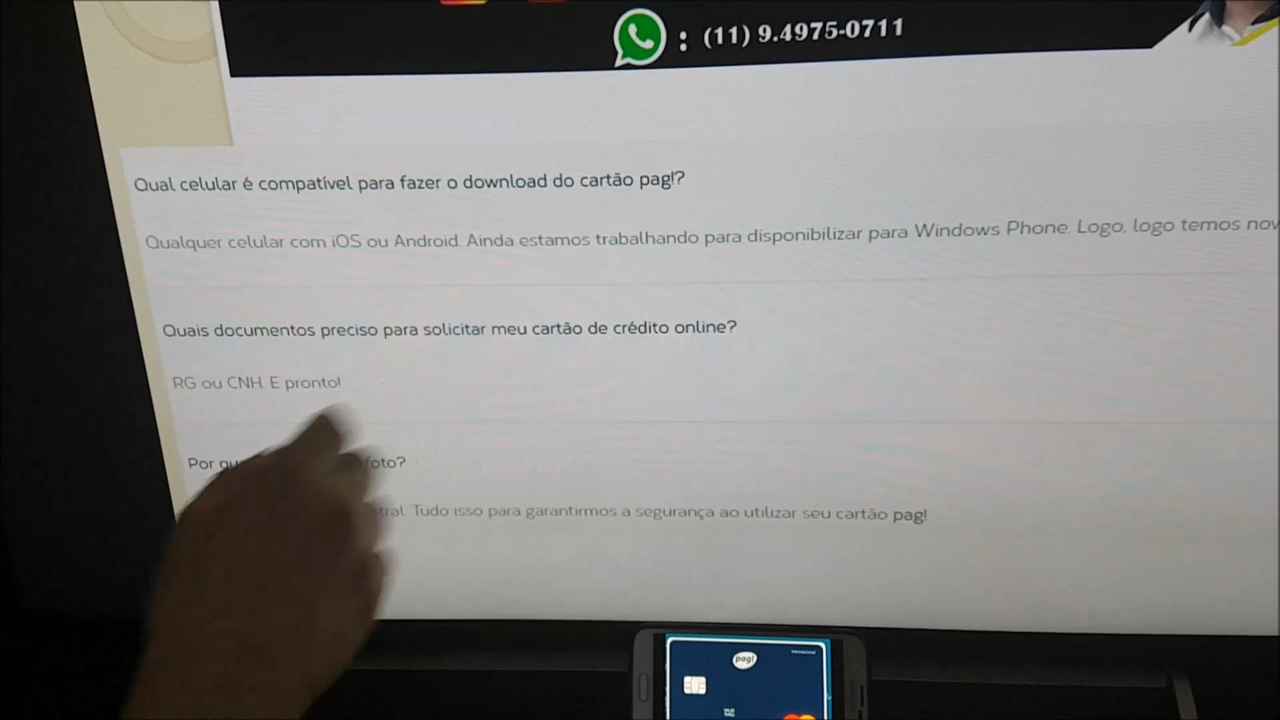 : (11) 9.4975-0711
Qual celular é compatível para fazer o download do cartão pag!?
Qualquer celular com iOS ou Android. Ainda estamos trabalhando para disponibilizar para Windows Phone. Logo, logo temos nov
Quais documentos preciso para solicitar meu cartão de crédito online?
RG ou CNH. E pronto!
Por qu foto?
tral. Tudo isso para garantirmos a segurança ao utilizar seu cartão pag!
pag!